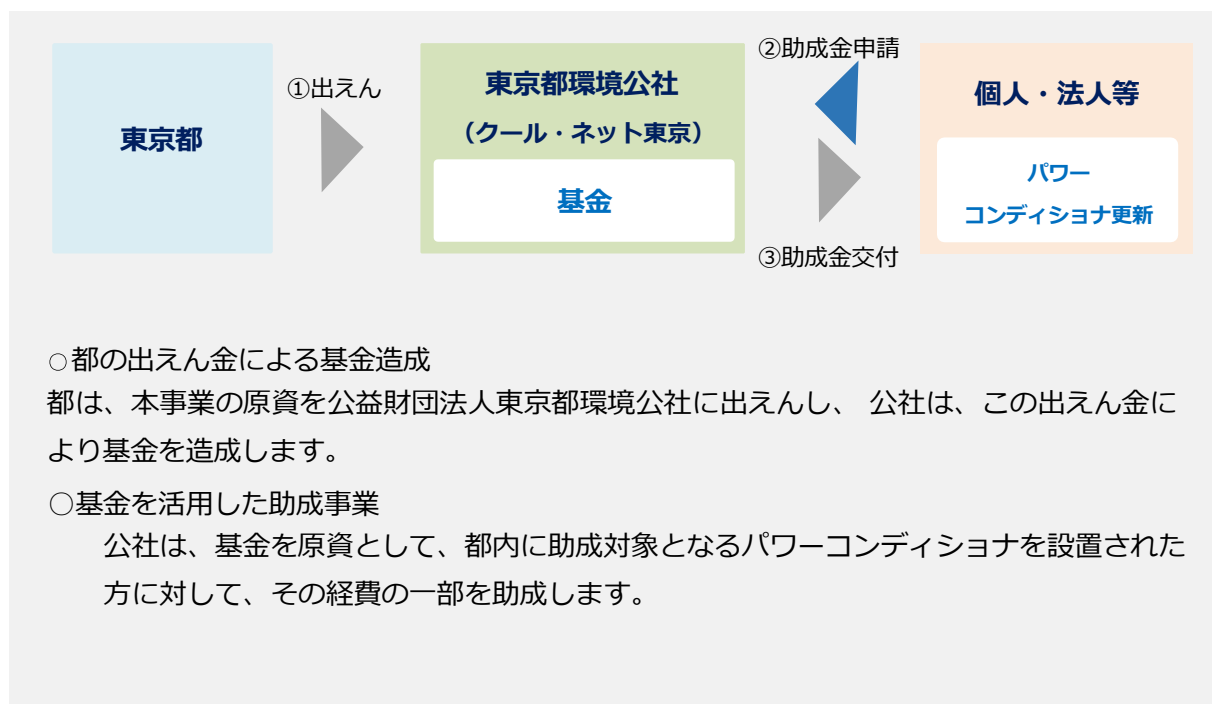 東京都
①出えん
東京都環境公社
（クール・ネット東京）
基金
②助成金申請
③助成金交付
個人・法人等
パワー
コンディショナ更新
○都の出えん金による基金造成
都は、本事業の原資を公益財団法人東京都環境公社に出えんし、 公社は、この出えん金に
より基金を造成します。
○基金を活用した助成事業
公社は、基金を原資として、都内に助成対象となるパワーコンディショナを設置された
方に対して、その経費の一部を助成します。